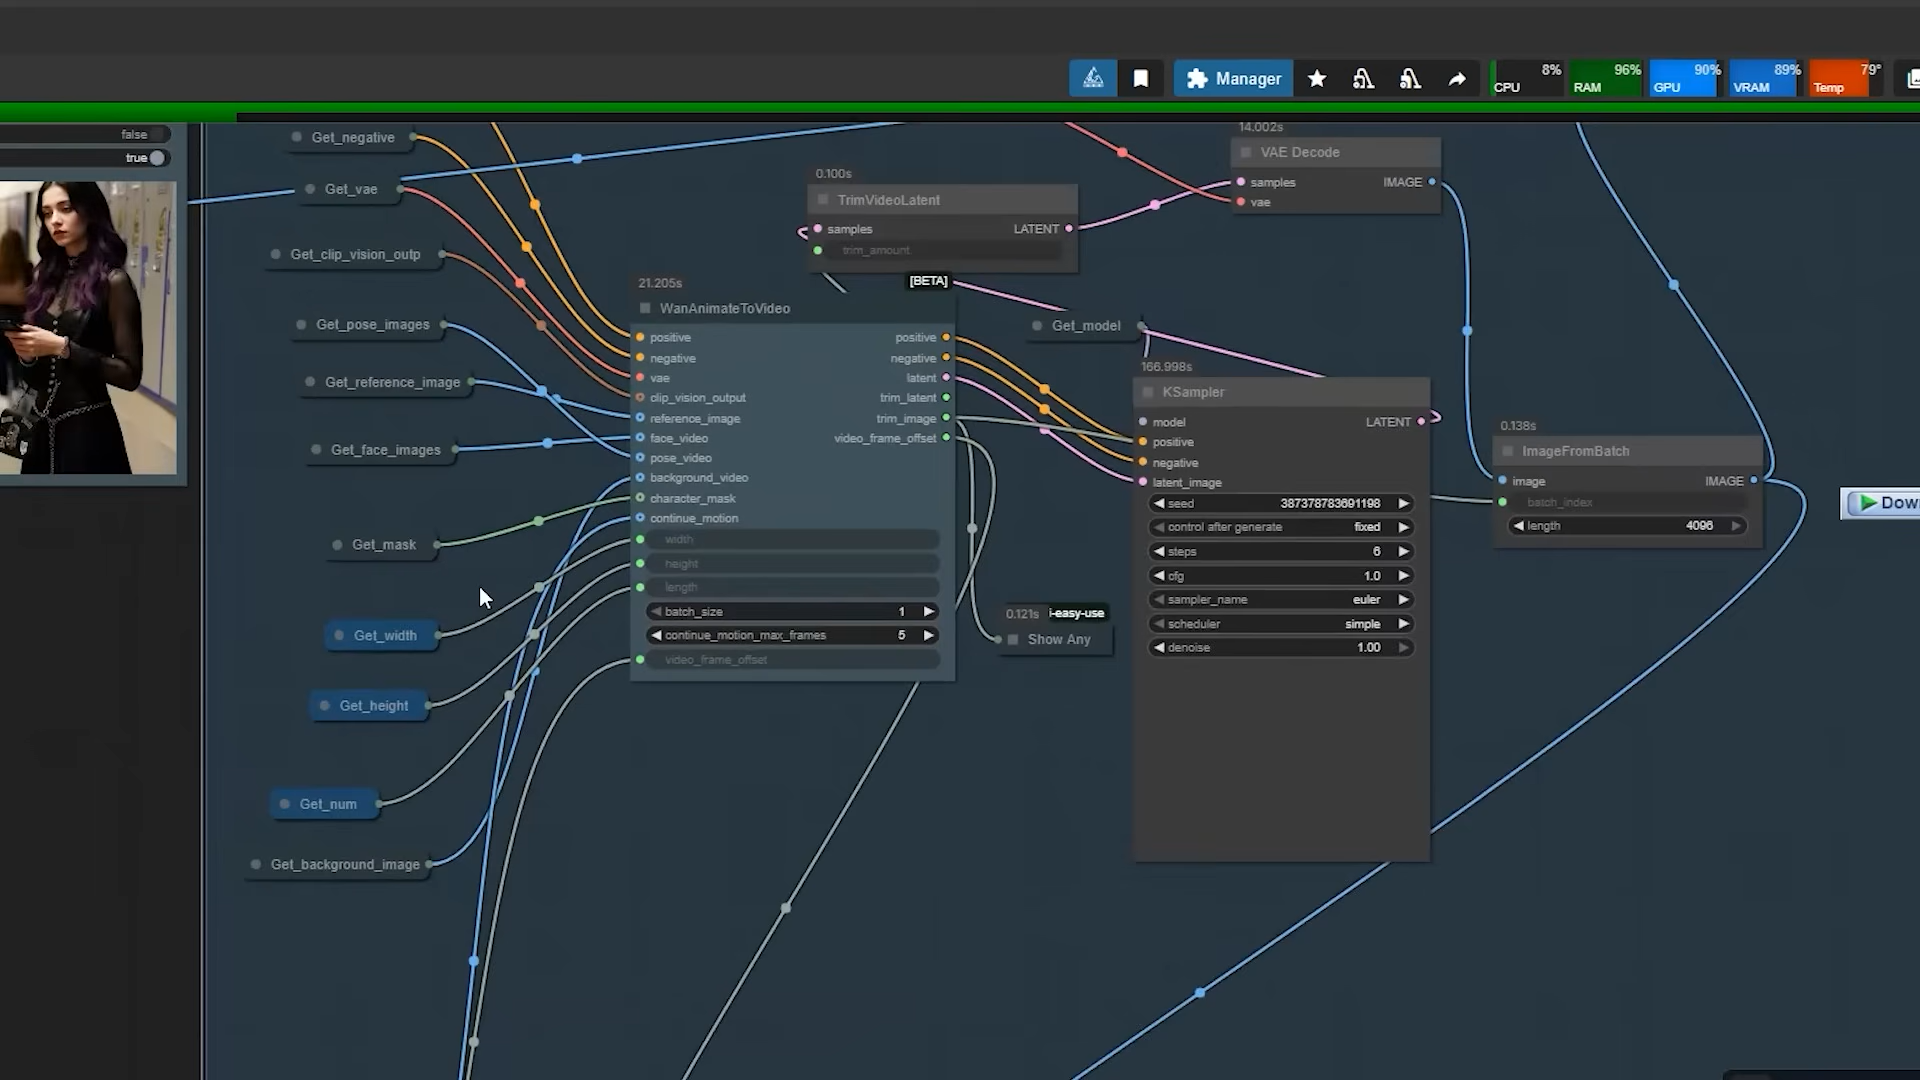 Manager
CPU 8%
RAM 96%
GPU 90%
VRAM 89%
Temp 79°
false
true
Get_negative
Get_vae
Get_clip_vision_outp
Get_pose_images
Get_reference_image
Get_face_images
Get_mask
Get_width
Get_height
Get_num
Get_background_image
21.205s
[BETA]
WanAnimateToVideo
positive positive
negative negative
vae latent
clip_vision_output trim_latent
reference_image trim_image
face_video video_frame_offset
pose_video
background_video
character_mask
continue_motion
width
height
length
batch_size 1
continue_motion_max_frames 5
video_frame_offset
0.100s
TrimVideoLatent
samples LATENT
trim_amount
14.002s
VAE Decode
samples IMAGE
vae
Get_model
0.121s i-easy-use
Show Any
166.998s
KSampler
model LATENT
positive
negative
latent_image
seed 387378783691198
control after generate fixed
steps 6
cfg 1.0
sampler_name euler
scheduler simple
denoise 1.00
0.138s
ImageFromBatch
image IMAGE
batch_index
length 4096
Down